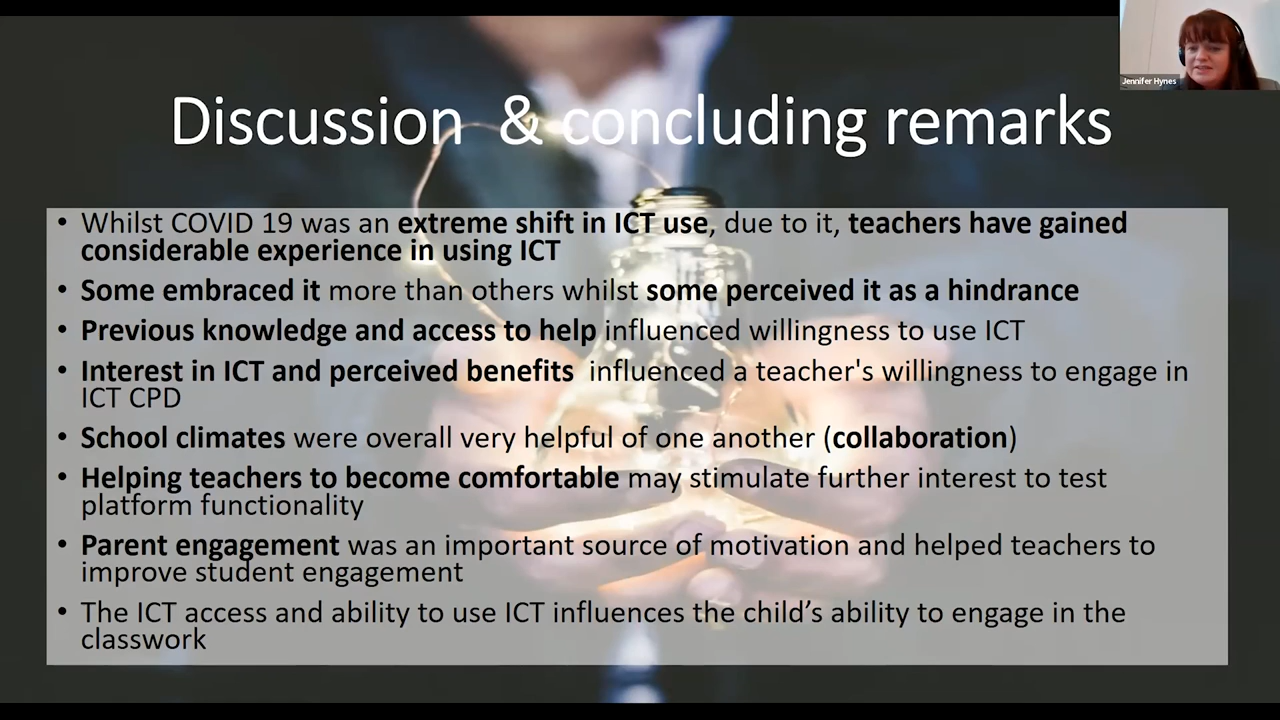 Jennifer Hynes
Discussion & concluding remarks
• Whilst COVID 19 was an extreme shift in ICT use, due to it, teachers have gained
considerable experience in using ICT
• Some embraced it more than others whilst some perceived it as a hindrance
• Previous knowledge and access to help influenced willingness to use ICT
• Interest in ICT and perceived benefits influenced a teacher's willingness to engage in
ICT CPD
• School climates were overall very helpful of one another (collaboration)
• Helping teachers to become comfortable may stimulate further interest to test
platform functionality
• Parent engagement was an important source of motivation and helped teachers to
improve student engagement
• The ICT access and ability to use ICT influences the child’s ability to engage in the
classwork